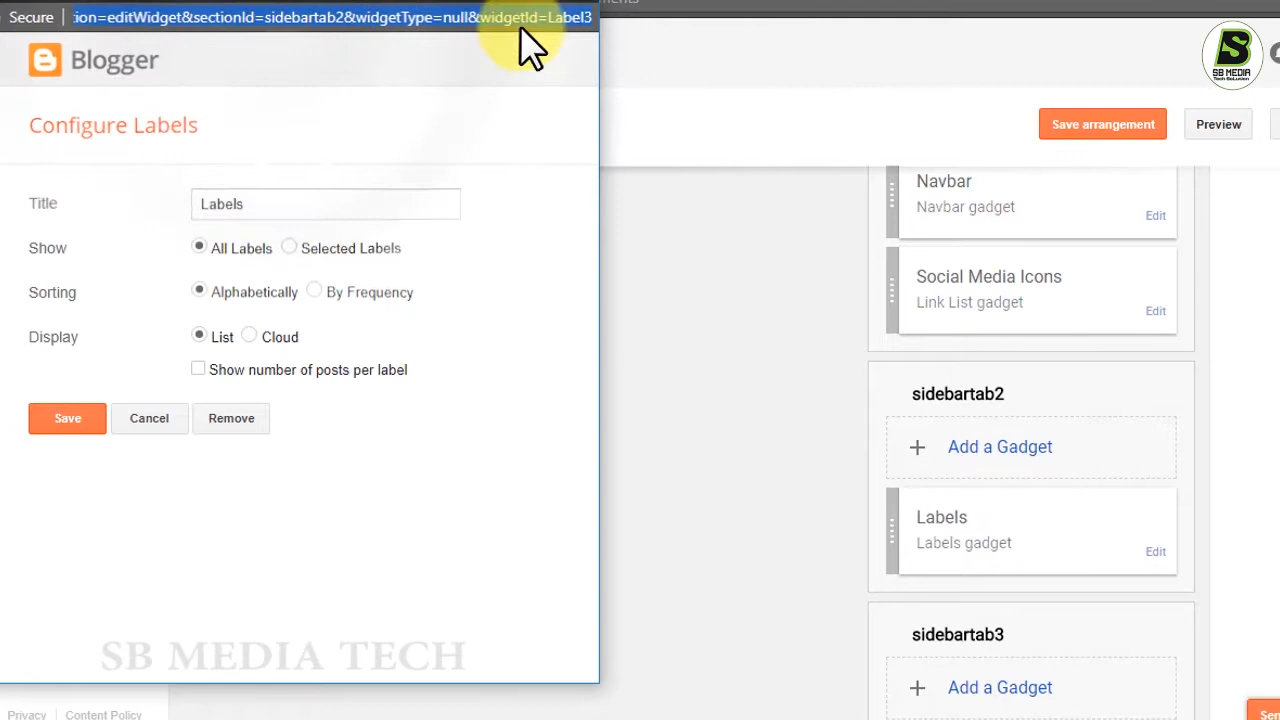 Secure
ion=editWidget&sectionId=sidebartab2&widgetType=null&widgetId=Label3
Blogger
SB MEDIA
Tech SoLusion
Configure Labels
Save arrangement
Preview
Title
Labels
Show
All Labels
Selected Labels
Sorting
Alphabetically
By Frequency
Display
List
Cloud
Show number of posts per label
Save
Cancel
Remove
Navbar
Navbar gadget
Edit
Social Media Icons
Link List gadget
Edit
sidebartab2
Add a Gadget
Labels
Labels gadget
Edit
sidebartab3
Add a Gadget
SB MEDIA TECH
Privacy
Content Policy